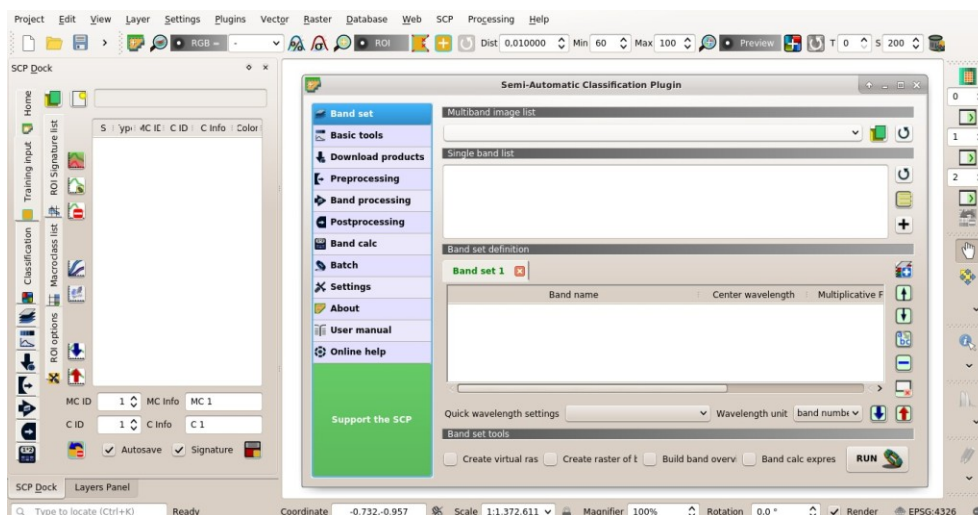 Project Edit View Layer Settings Plugins Vector Raster Database Web SCP Processing Help
RGB = - ROI Dist 0.010000 Min 60 Max 100 Preview T 0 S 200
SCP Dock
Semi-Automatic Classification Plugin
Home
Training input
Classification
ROI Signature list
Macroclass list
ROI options
S Type MC ID C ID C Info Color
MC ID 1 MC Info MC 1
C ID 1 C Info C 1
Autosave Signature
SCP Dock Layers Panel
Band set
Basic tools
Download products
Preprocessing
Band processing
Postprocessing
Band calc
Batch
Settings
About
User manual
Online help
Support the SCP
Multiband image list
Single band list
Band set definition
Band set 1
Band name Center wavelength Multiplicative F
Quick wavelength settings Wavelength unit band numbe
Band set tools
Create virtual ras Create raster of b Build band overvi Band calc expres RUN
0
1
2
Type to locate (Ctrl+K) Ready Coordinate -0.732,-0.957 Scale 1:1,372,611 Magnifier 100% Rotation 0.0 ° Render EPSG:4326